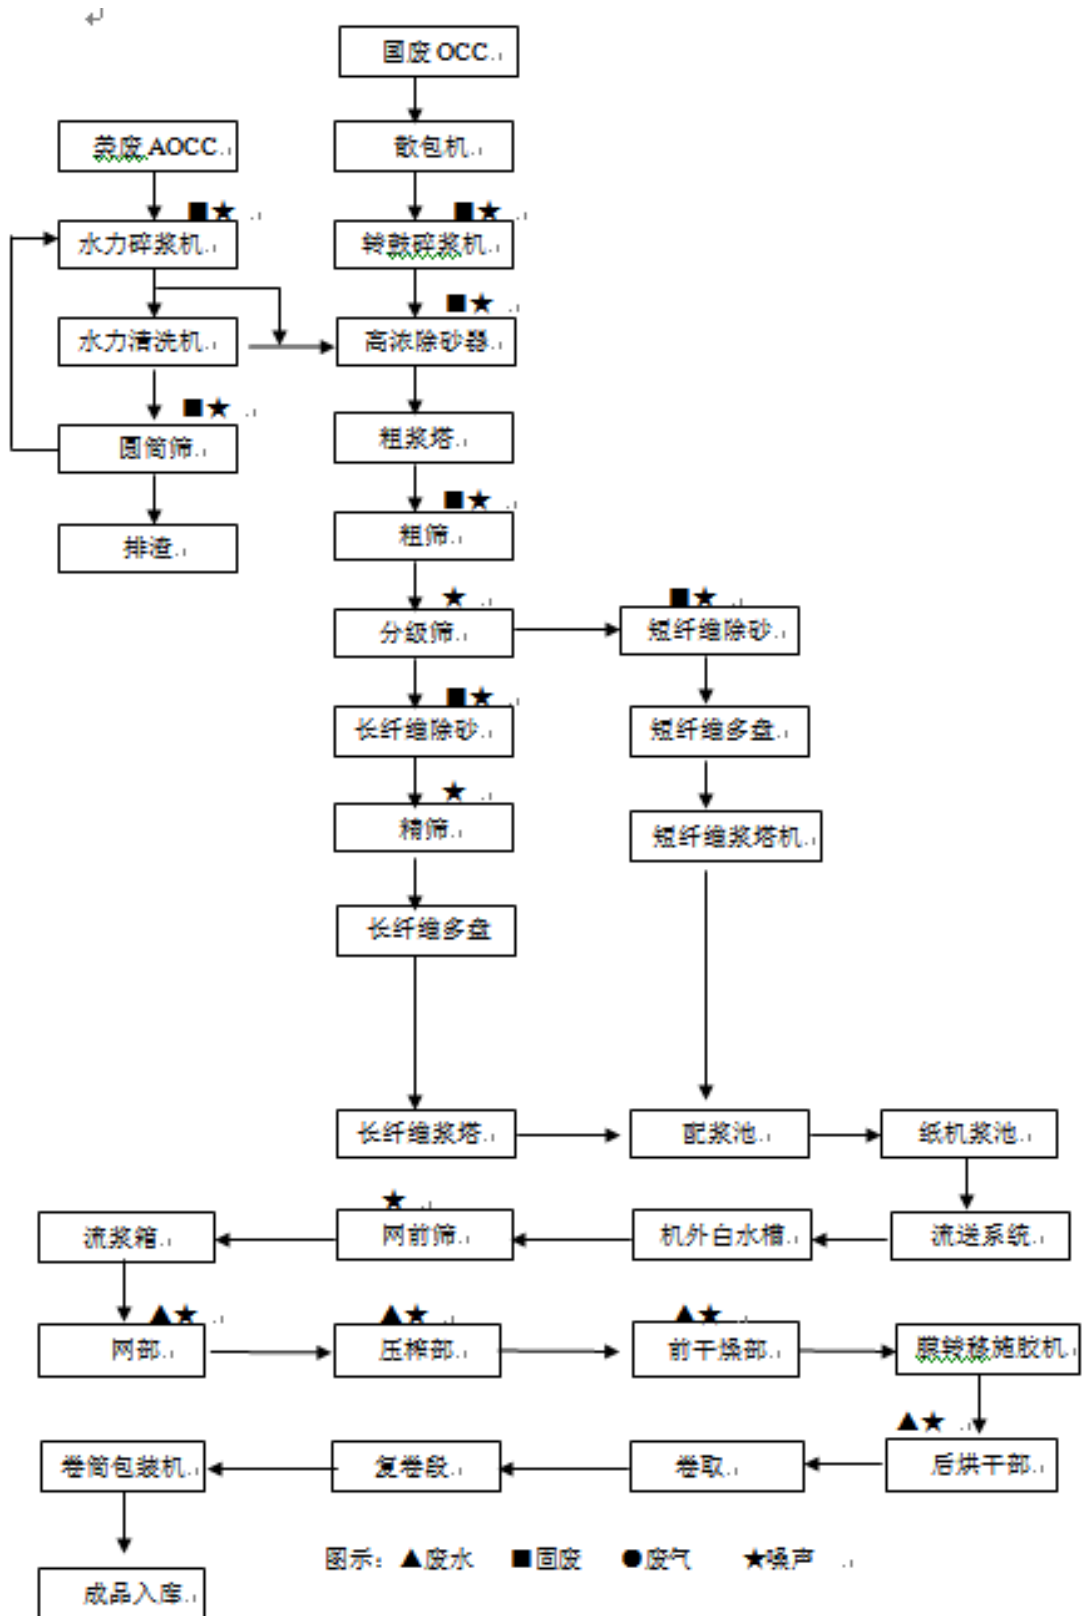 国废 OCC
美废 AOCC
散包机
■★
■★
水力碎浆机
转鼓碎浆机
■★
水力清洗机
高浓除砂器
■★
圆筒筛
粗浆塔
■★
排渣
粗筛
★
■★
分级筛
短纤维除砂
■★
长纤维除砂
短纤维多盘
★
精筛
短纤维浆塔机
长纤维多盘
长纤维浆塔
配浆池
纸机浆池
★
流浆箱
网前筛
机外白水槽
流送系统
▲★
▲★
▲★
网部
压榨部
前干燥部
膜转移施胶机
▲★
卷筒包装机
复卷段
卷取
后烘干部
图示：▲废水 ■固废 ●废气 ★噪声
成品入库